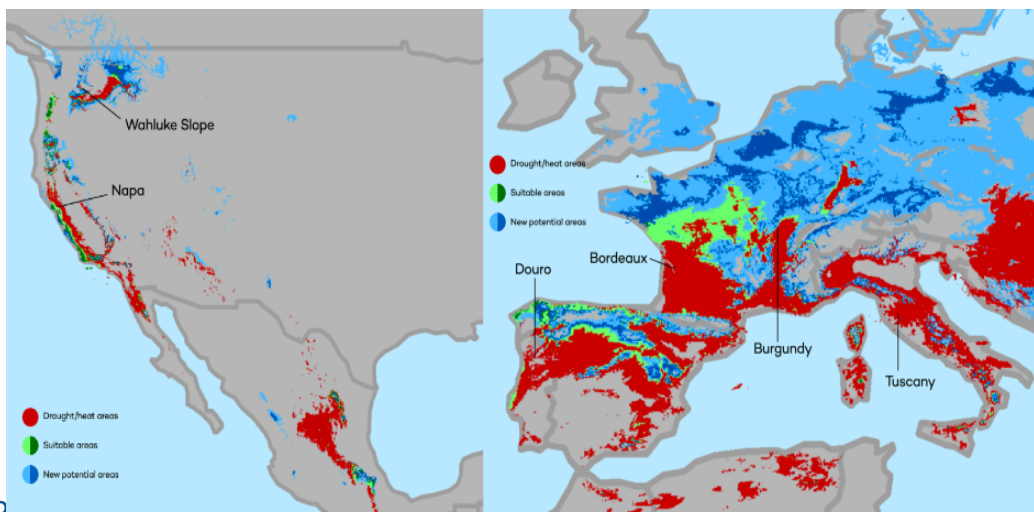 Wahluke Slope
Napa
Drought/heat areas
Suitable areas
New potential areas
Drought/heat areas
Suitable areas
New potential areas
Bordeaux
Douro
Burgundy
Tuscany